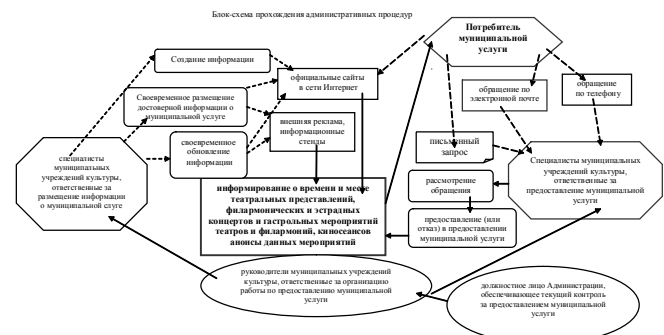 Блок-схема прохождения административных процедур
Потребитель
муниципальной
услуги
Создание информации
официальные сайты
в сети Интернет
обращение по
электронной почте
обращение
по телефону
Своевременное размещение
достоверной информации о
муниципальной услуге
внешняя реклама,
информационные
стенды
своевременное
обновление
информации
письменный
запрос
специалисты
муниципальных
учреждений культуры,
ответственные за
размещение информации
о муниципальной слуге
Специалисты муниципальных
учреждений культуры,
ответственные за
предоставление муниципальной
услуги
рассмотрение
обращения
информирование о времени и месте
театральных представлений,
филармонических и эстрадных
концертов и гастрольных мероприятий
театров и филармоний, киносеансов
анонсы данных мероприятий
предоставление (или
отказ) в предоставлении
муниципальной услуги
руководители муниципальных учреждений
культуры, ответственные за организацию
работы по предоставлению муниципальной
услуги
должностное лицо Администрации,
обеспечивающее текущий контроль
за предоставлением муниципальной
услуги